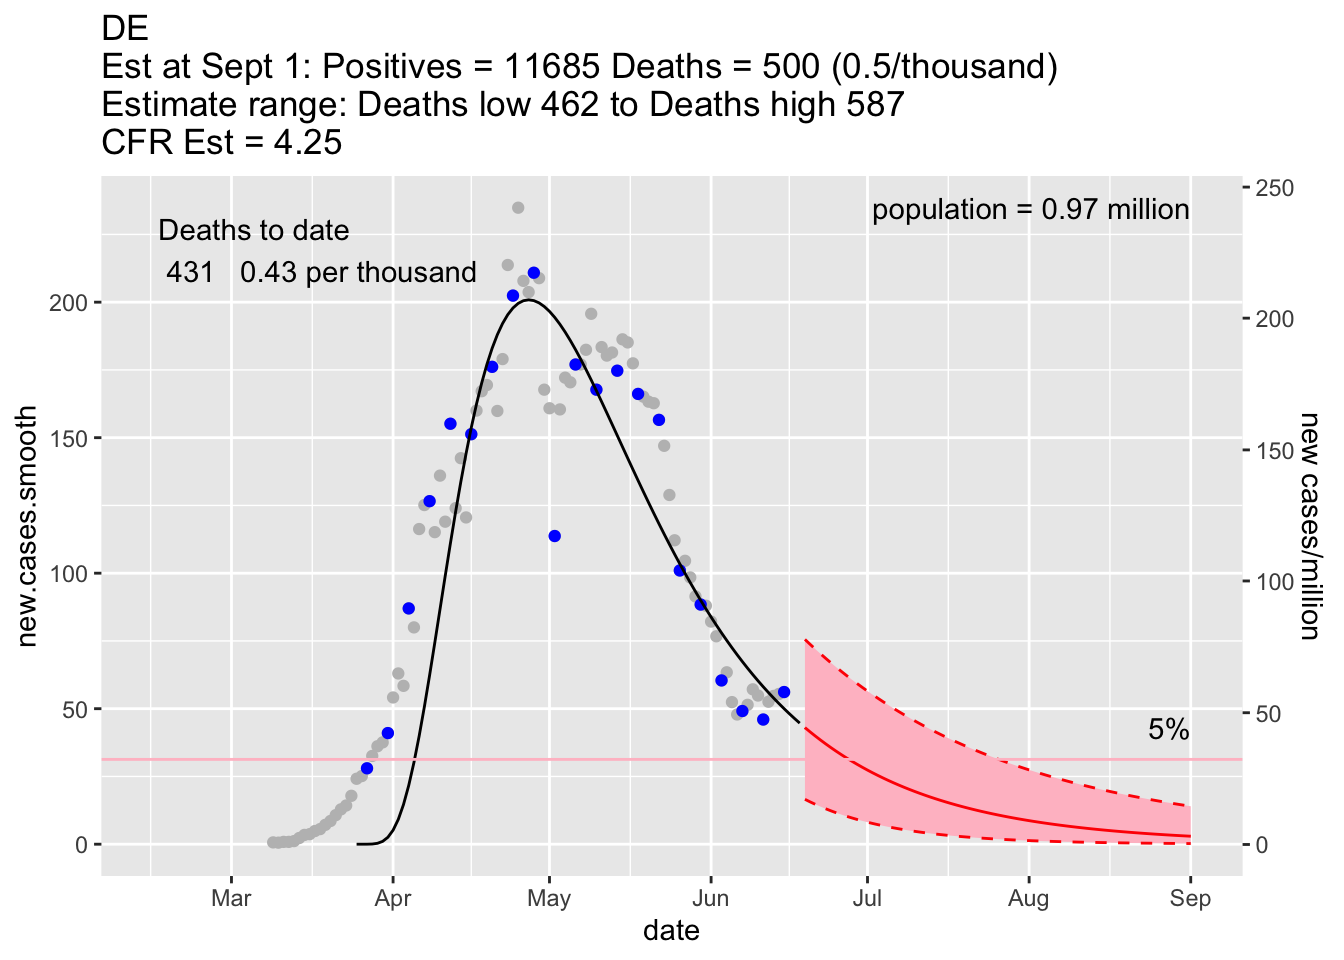 DE
Est at Sept 1: Positives = 11685 Deaths = 500 (0.5/thousand)
Estimate range: Deaths low 462 to Deaths high 587
CFR Est = 4.25
Deaths to date
431 0.43 per thousand
population = 0.97 million
5%
new.cases.smooth
200
150
100
50
0
250
200
150
100
50
0
new cases/million
Mar Apr May Jun Jul Aug Sep
date